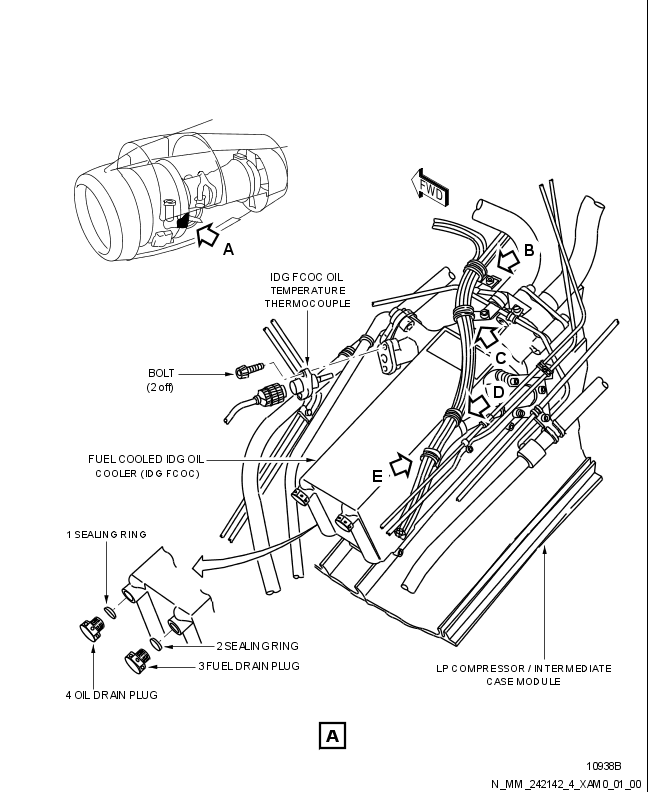 A
FWD
B
IDG FCOC OIL
TEMPERATURE
THERMOCOUPLE
C
BOLT
(2 off)
D
FUEL COOLED IDG OIL
COOLER (IDG FCOC)
E
1 SEALING RING
2 SEALING RING
3 FUEL DRAIN PLUG
4 OIL DRAIN PLUG
LP COMPRESSOR / INTERMEDIATE
CASE MODULE
A
10938B
N_MM_242142_4_XAM0_01_00